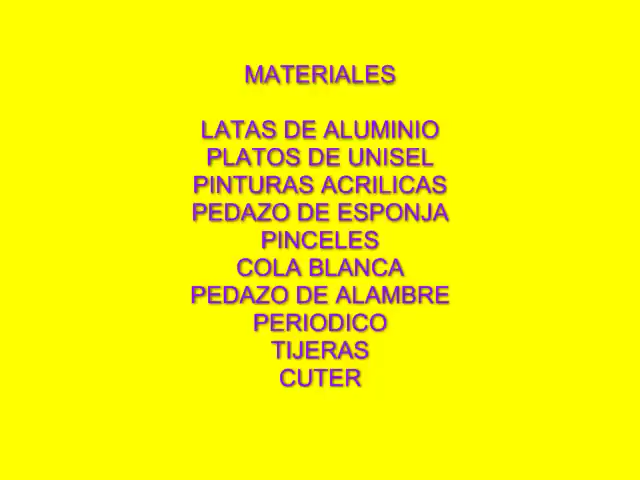 MATERIALES
LATAS DE ALUMINIO
PLATOS DE UNISEL
PINTURAS ACRILICAS
PEDAZO DE ESPONJA
PINCELES
COLA BLANCA
PEDAZO DE ALAMBRE
PERIODICO
TIJERAS
CUTER